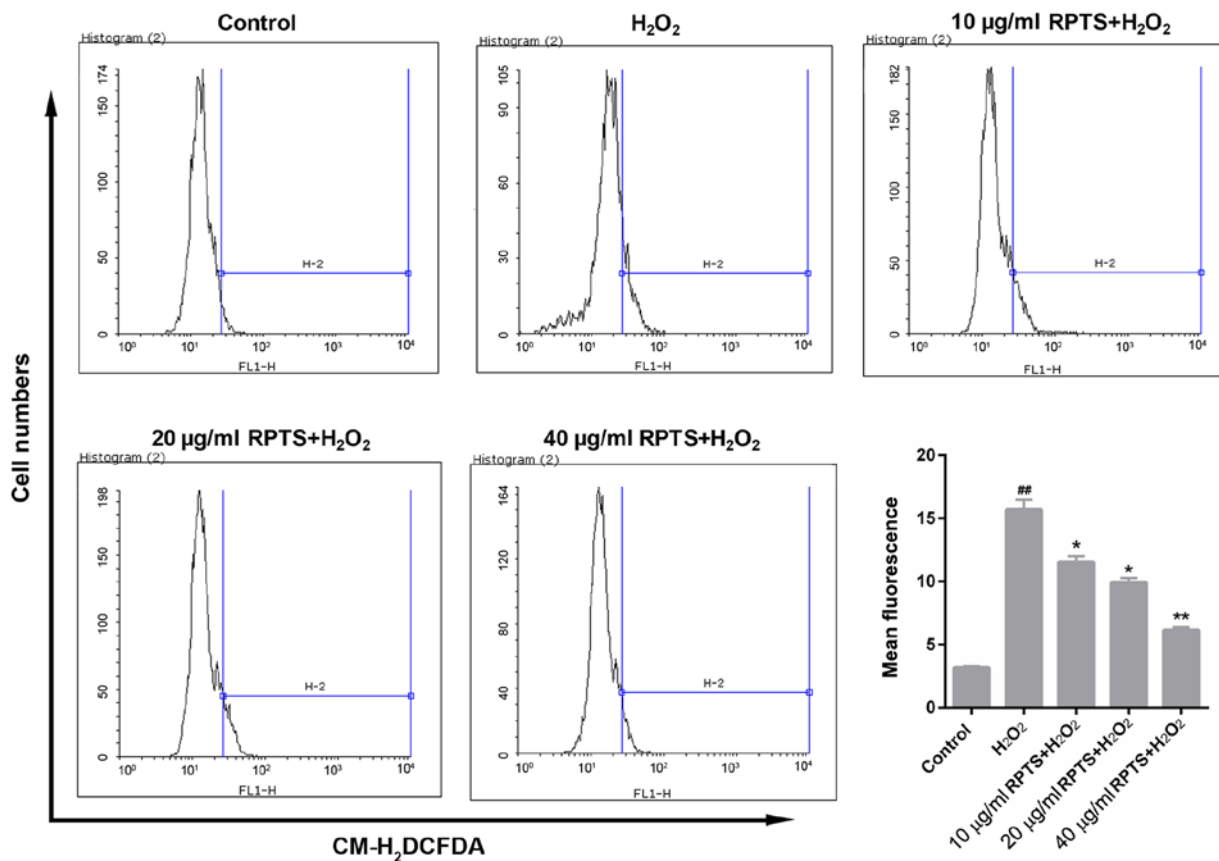 Control
Histogram (2)
174
150
100
50
0
10⁰ 10¹ 10² 10³ 10⁴
FL1-H
H-2
H₂O₂
Histogram (2)
105
90
60
30
0
10⁰ 10¹ 10² 10³ 10⁴
FL1-H
H-2
10 µg/ml RPTS+H₂O₂
Histogram (2)
182
150
100
50
0
10⁰ 10¹ 10² 10³ 10⁴
FL1-H
H-2
Cell numbers
20 µg/ml RPTS+H₂O₂
Histogram (2)
198
150
100
50
0
10⁰ 10¹ 10² 10³ 10⁴
FL1-H
H-2
40 µg/ml RPTS+H₂O₂
Histogram (2)
164
120
80
40
0
10⁰ 10¹ 10² 10³ 10⁴
FL1-H
H-2
Mean fluorescence
20
15
10
5
0
##
*
*
**
Control
H₂O₂
10 µg/ml RPTS+H₂O₂
20 µg/ml RPTS+H₂O₂
40 µg/ml RPTS+H₂O₂
CM-H₂DCFDA